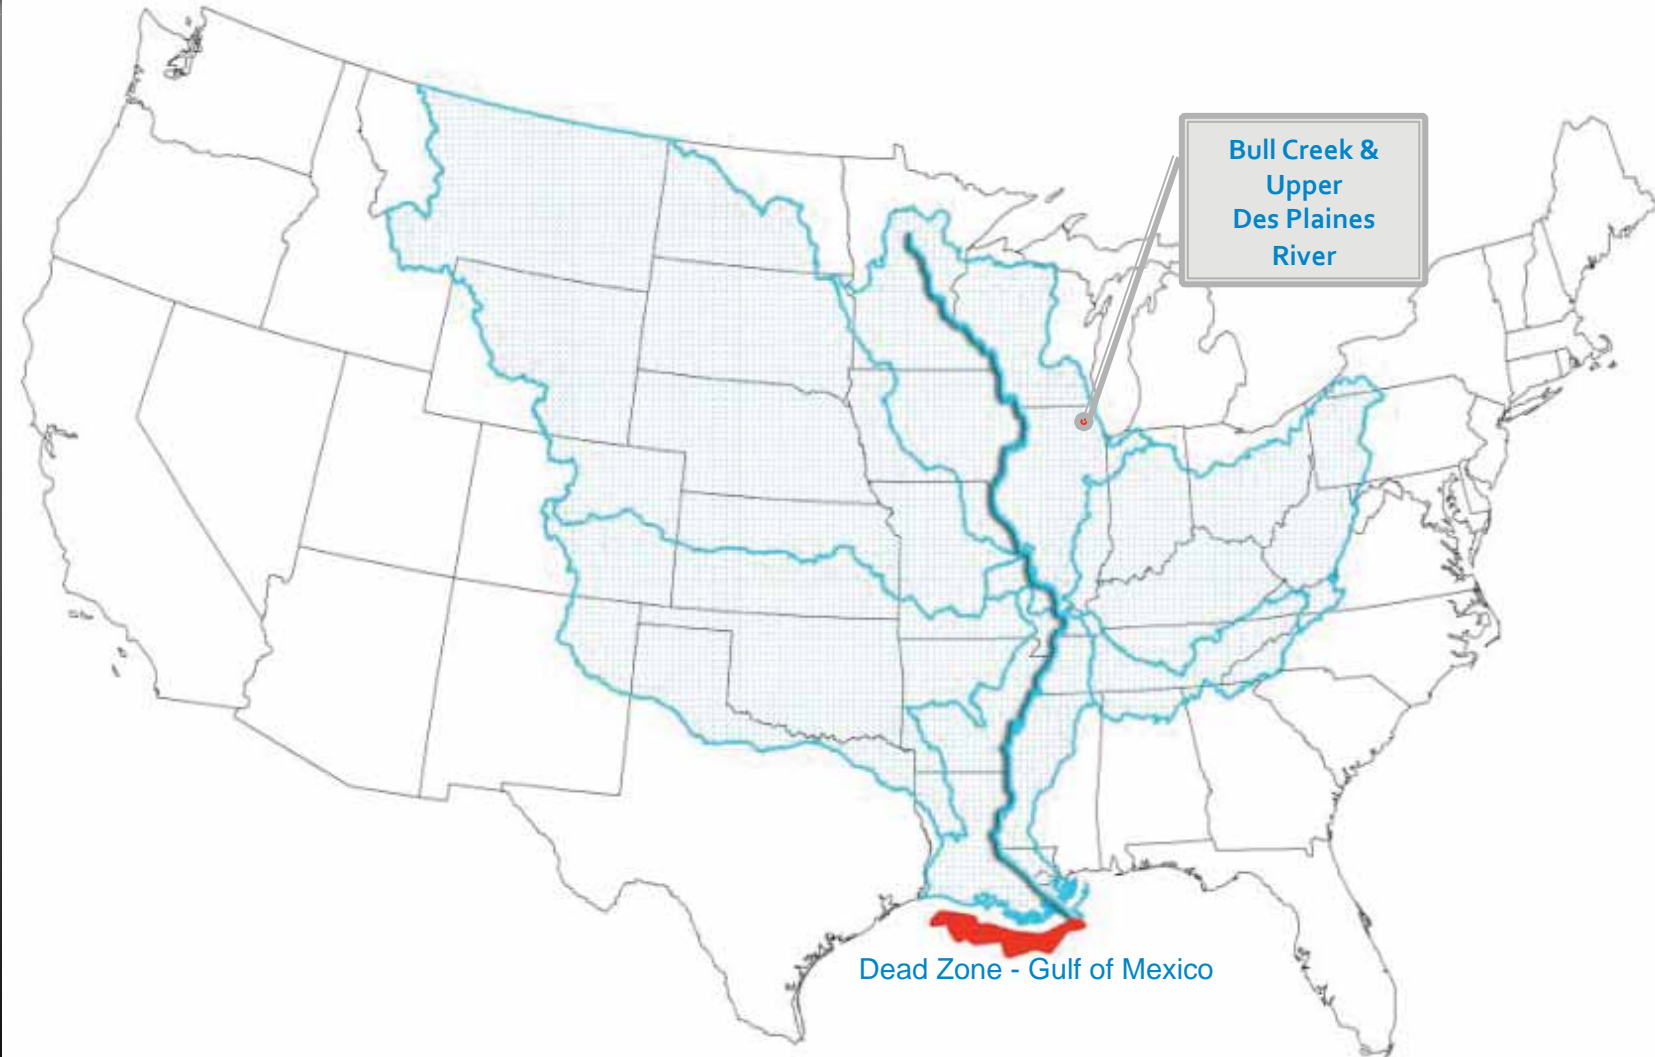 Bull Creek &
Upper
Des Plaines
River
Dead Zone - Gulf of Mexico